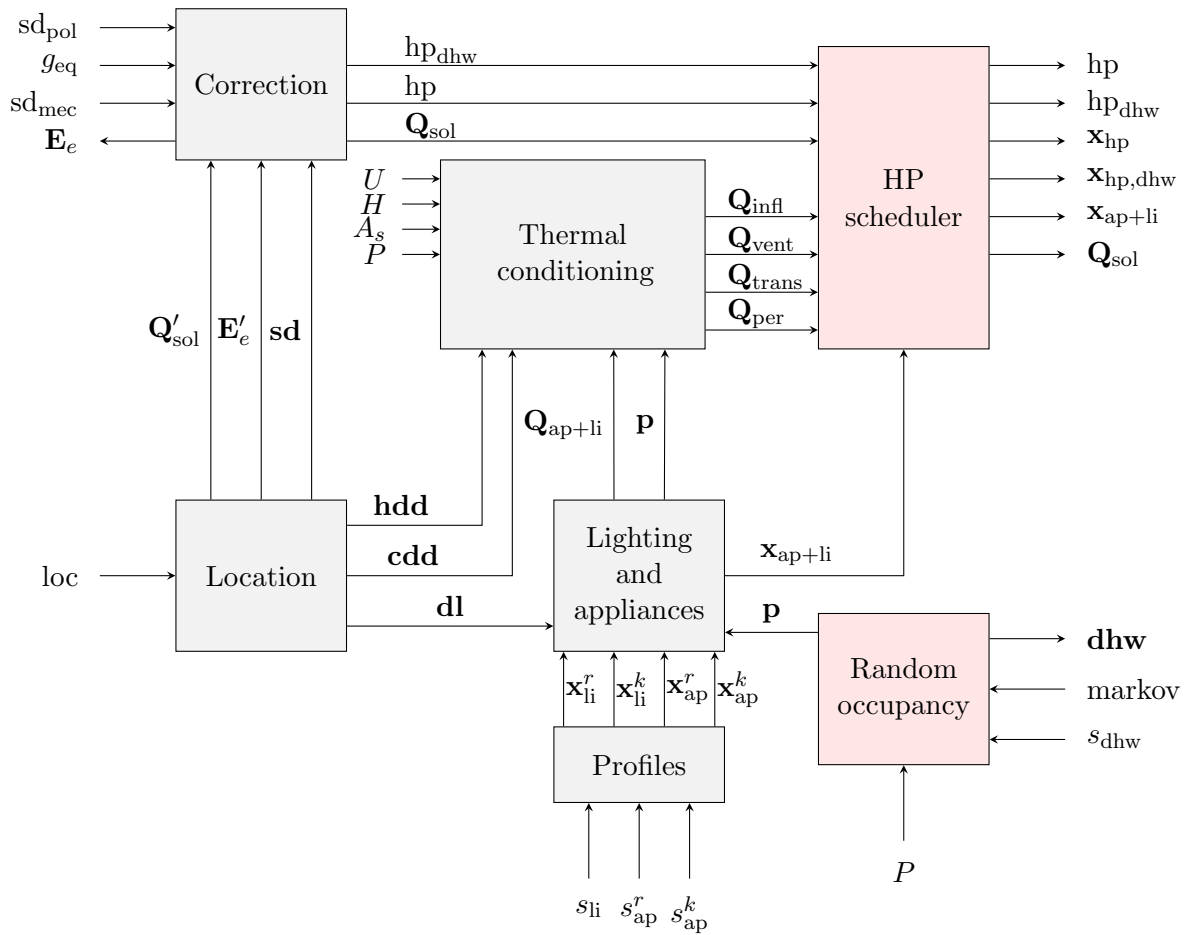 sd_pol
g_eq
sd_mec
E_e
Correction
hp_dhw
hp
Q_sol
HP
scheduler
hp
hp_dhw
x_hp
x_hp,dhw
x_ap+li
Q_sol
U
H
A_s
P
Thermal
conditioning
Q_infl
Q_vent
Q_trans
Q_per
Q′_sol E′_e sd
Q_ap+li p
loc
Location
hdd
cdd
dl
Lighting
and
appliances
x_ap+li
p
Random
occupancy
dhw
markov
s_dhw
P
x^r_li x^k_li x^r_ap x^k_ap
Profiles
s_li s^r_ap s^k_ap